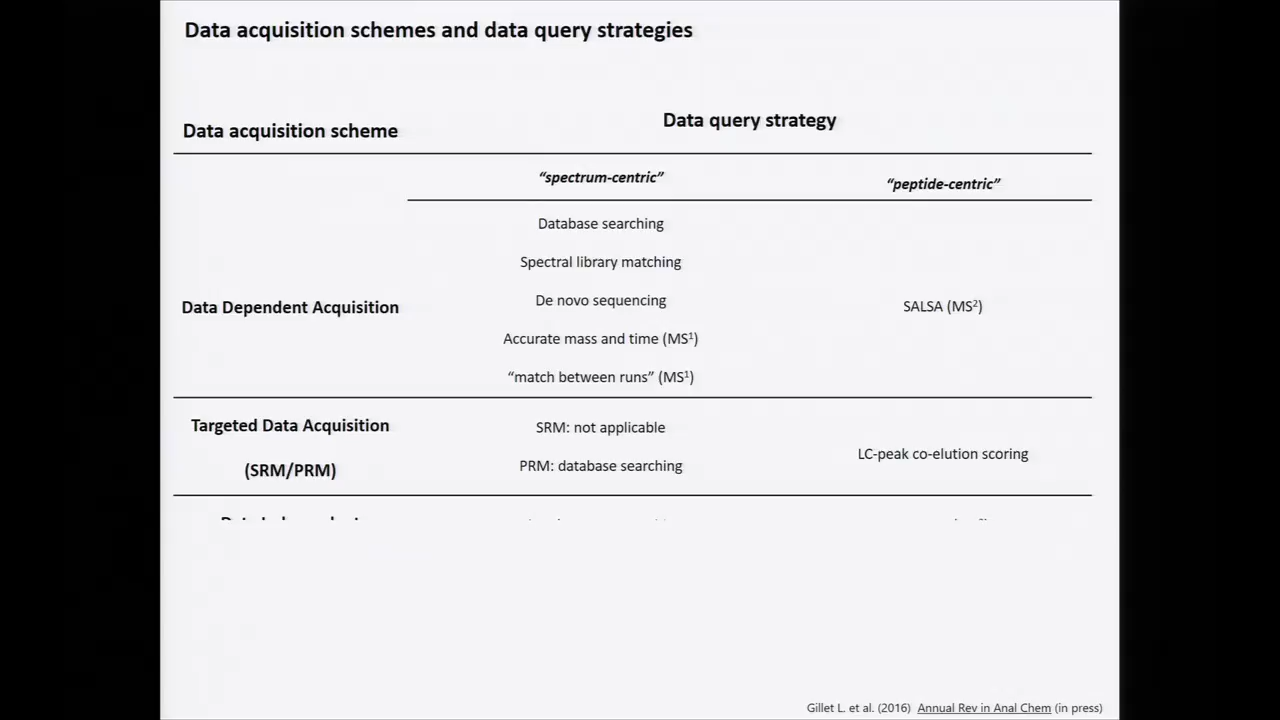 Data acquisition schemes and data query strategies
Data acquisition scheme
Data query strategy
“spectrum-centric”
“peptide-centric”
Data Dependent Acquisition
Database searching
Spectral library matching
De novo sequencing
Accurate mass and time (MS¹)
“match between runs” (MS¹)
SALSA (MS²)
Targeted Data Acquisition
(SRM/PRM)
SRM: not applicable
PRM: database searching
LC-peak co-elution scoring
Gillet L. et al. (2016) Annual Rev in Anal Chem (in press)